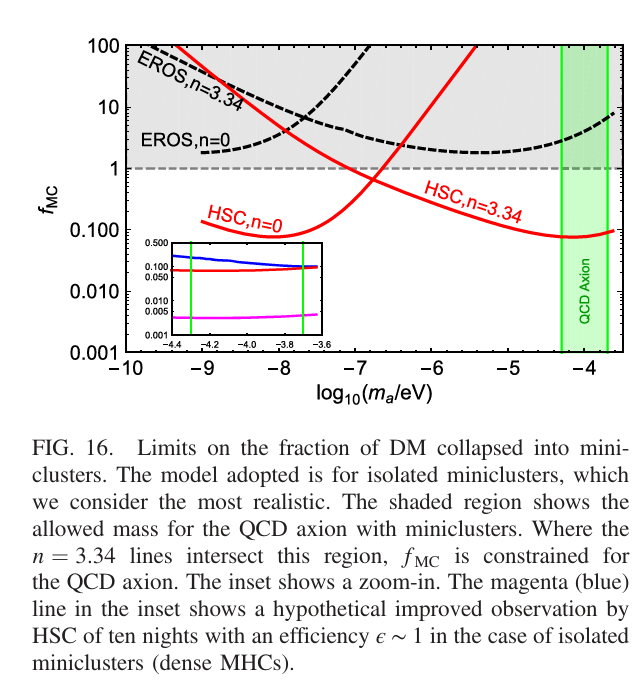 100
10
1
0.100
0.010
0.001
f_MC
EROS,n=3.34
EROS,n=0
HSC,n=0
HSC,n=3.34
QCD Axion
0.500
0.100
0.050
0.010
0.005
0.001
−4.4 −4.2 −4.0 −3.8 −3.6
−10 −9 −8 −7 −6 −5 −4
log₁₀(mₐ/eV)
FIG. 16. Limits on the fraction of DM collapsed into mini-
clusters. The model adopted is for isolated miniclusters, which
we consider the most realistic. The shaded region shows the
allowed mass for the QCD axion with miniclusters. Where the
n = 3.34 lines intersect this region, f_MC is constrained for
the QCD axion. The inset shows a zoom-in. The magenta (blue)
line in the inset shows a hypothetical improved observation by
HSC of ten nights with an efficiency ϵ ∼ 1 in the case of isolated
miniclusters (dense MHCs).